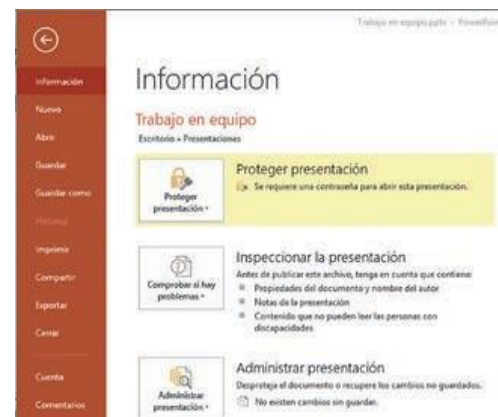 Trabajo en equipo.pptx - PowerPoint
Información
Nuevo
Abrir
Guardar
Guardar como
Historial
Imprimir
Compartir
Exportar
Cerrar
Cuenta
Comentarios
Información
Trabajo en equipo
Escritorio » Presentaciones
Proteger
presentación
Proteger presentación
Se requiere una contraseña para abrir esta presentación.
Comprobar si hay
problemas
Inspeccionar la presentación
Antes de publicar este archivo, tenga en cuenta que contiene:
Propiedades del documento y nombre del autor
Notas de la presentación
Contenido que no pueden leer las personas con
discapacidades
Administrar
presentación
Administrar presentación
Desproteja el documento o recupere los cambios no guardados.
No existen cambios sin guardar.